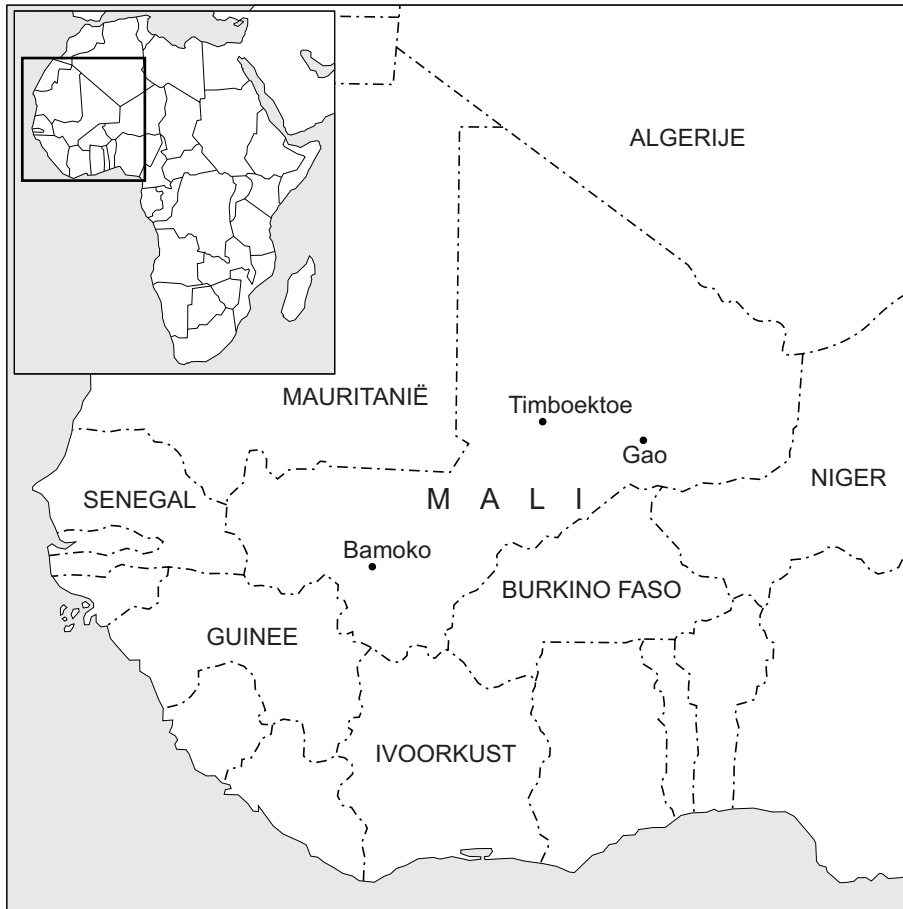 ALGERIJE
MAURITANIË
Timboektoe
Gao
NIGER
SENEGAL
M A L I
Bamoko
BURKINO FASO
GUINEE
IVOORKUST